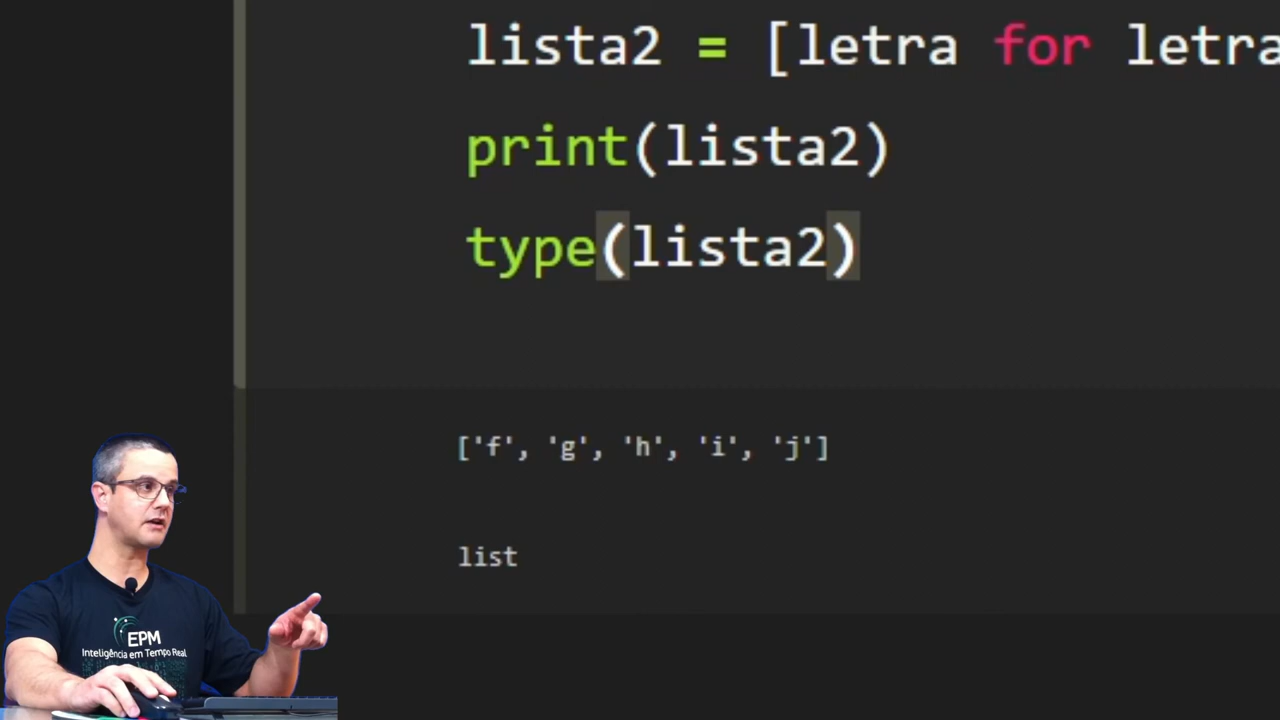 lista2 = [letra for letra
print(lista2)
type(lista2)
['f', 'g', 'h', 'i', 'j']
list
EPM
Inteligência em Tempo Real